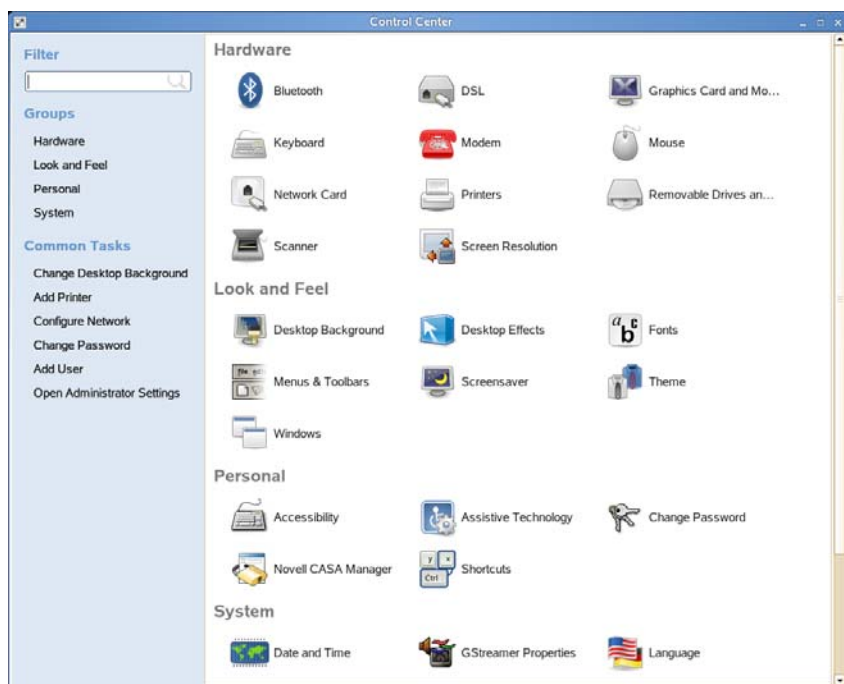 Control Center
Filter
Groups
Hardware
Look and Feel
Personal
System
Common Tasks
Change Desktop Background
Add Printer
Configure Network
Change Password
Add User
Open Administrator Settings
Hardware
Bluetooth
DSL
Graphics Card and Mo...
Keyboard
Modem
Mouse
Network Card
Printers
Removable Drives an...
Scanner
Screen Resolution
Look and Feel
Desktop Background
Desktop Effects
Fonts
Menus & Toolbars
Screensaver
Theme
Windows
Personal
Accessibility
Assistive Technology
Change Password
Novell CASA Manager
Ctrl
Shortcuts
System
Date and Time
GStreamer Properties
Language